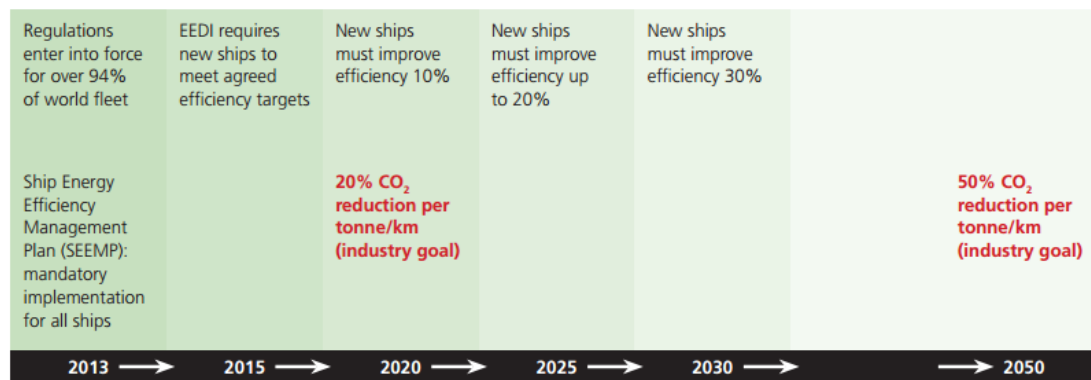 Regulations
enter into force
for over 94%
of world fleet
EEDI requires
new ships to
meet agreed
efficiency targets
New ships
must improve
efficiency 10%
New ships
must improve
efficiency up
to 20%
New ships
must improve
efficiency 30%
Ship Energy
Efficiency
Management
Plan (SEEMP):
mandatory
implementation
for all ships
20% CO₂
reduction per
tonne/km
(industry goal)
50% CO₂
reduction per
tonne/km
(industry goal)
2013 2015 2020 2025 2030 2050